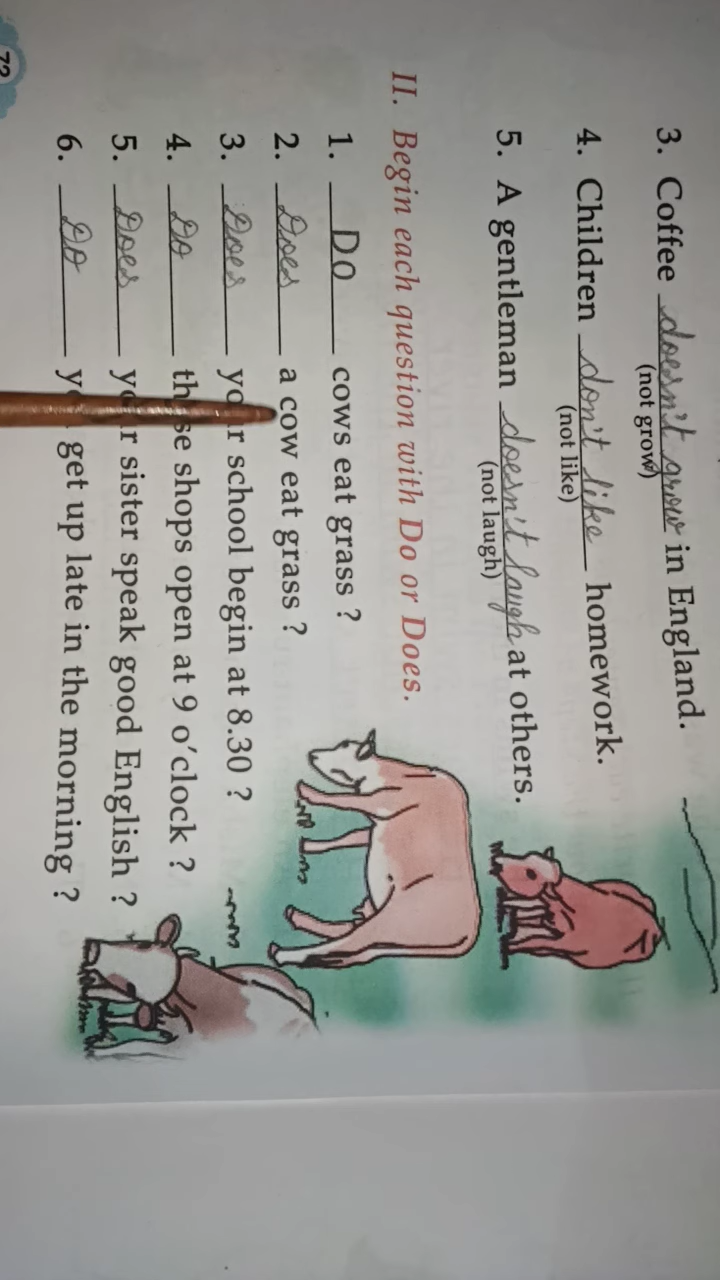 3. Coffee doesn't grow in England.
(not grow)
4. Children don't like homework.
(not like)
5. A gentleman doesn't laugh at others.
(not laugh)
II. Begin each question with Do or Does.
1. Do cows eat grass ?
2. Does a cow eat grass ?
3. Does your school begin at 8.30 ?
4. Do these shops open at 9 o'clock ?
5. Does your sister speak good English ?
6. Do you get up late in the morning ?
72